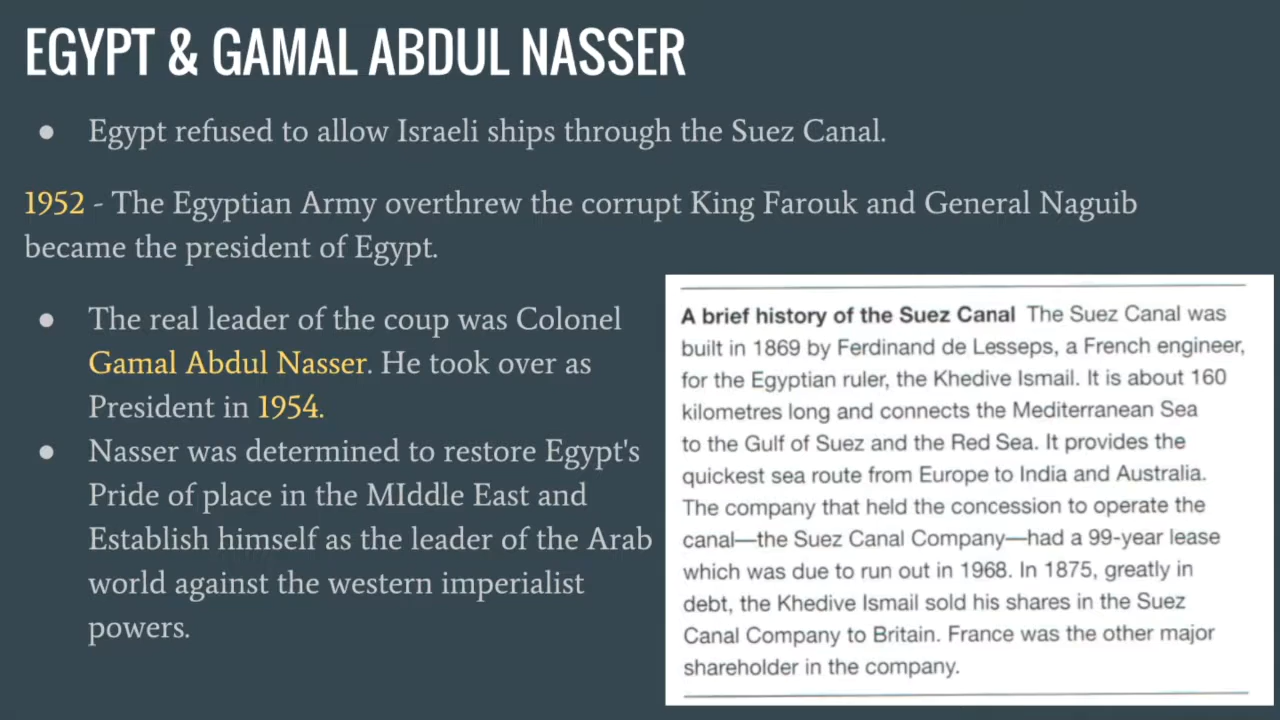 EGYPT & GAMAL ABDUL NASSER
● Egypt refused to allow Israeli ships through the Suez Canal.
1952 - The Egyptian Army overthrew the corrupt King Farouk and General Naguib
became the president of Egypt.
● The real leader of the coup was Colonel
Gamal Abdul Nasser. He took over as
President in 1954.
● Nasser was determined to restore Egypt's
Pride of place in the MIddle East and
Establish himself as the leader of the Arab
world against the western imperialist
powers.
A brief history of the Suez Canal The Suez Canal was
built in 1869 by Ferdinand de Lesseps, a French engineer,
for the Egyptian ruler, the Khedive Ismail. It is about 160
kilometres long and connects the Mediterranean Sea
to the Gulf of Suez and the Red Sea. It provides the
quickest sea route from Europe to India and Australia.
The company that held the concession to operate the
canal—the Suez Canal Company—had a 99-year lease
which was due to run out in 1968. In 1875, greatly in
debt, the Khedive Ismail sold his shares in the Suez
Canal Company to Britain. France was the other major
shareholder in the company.